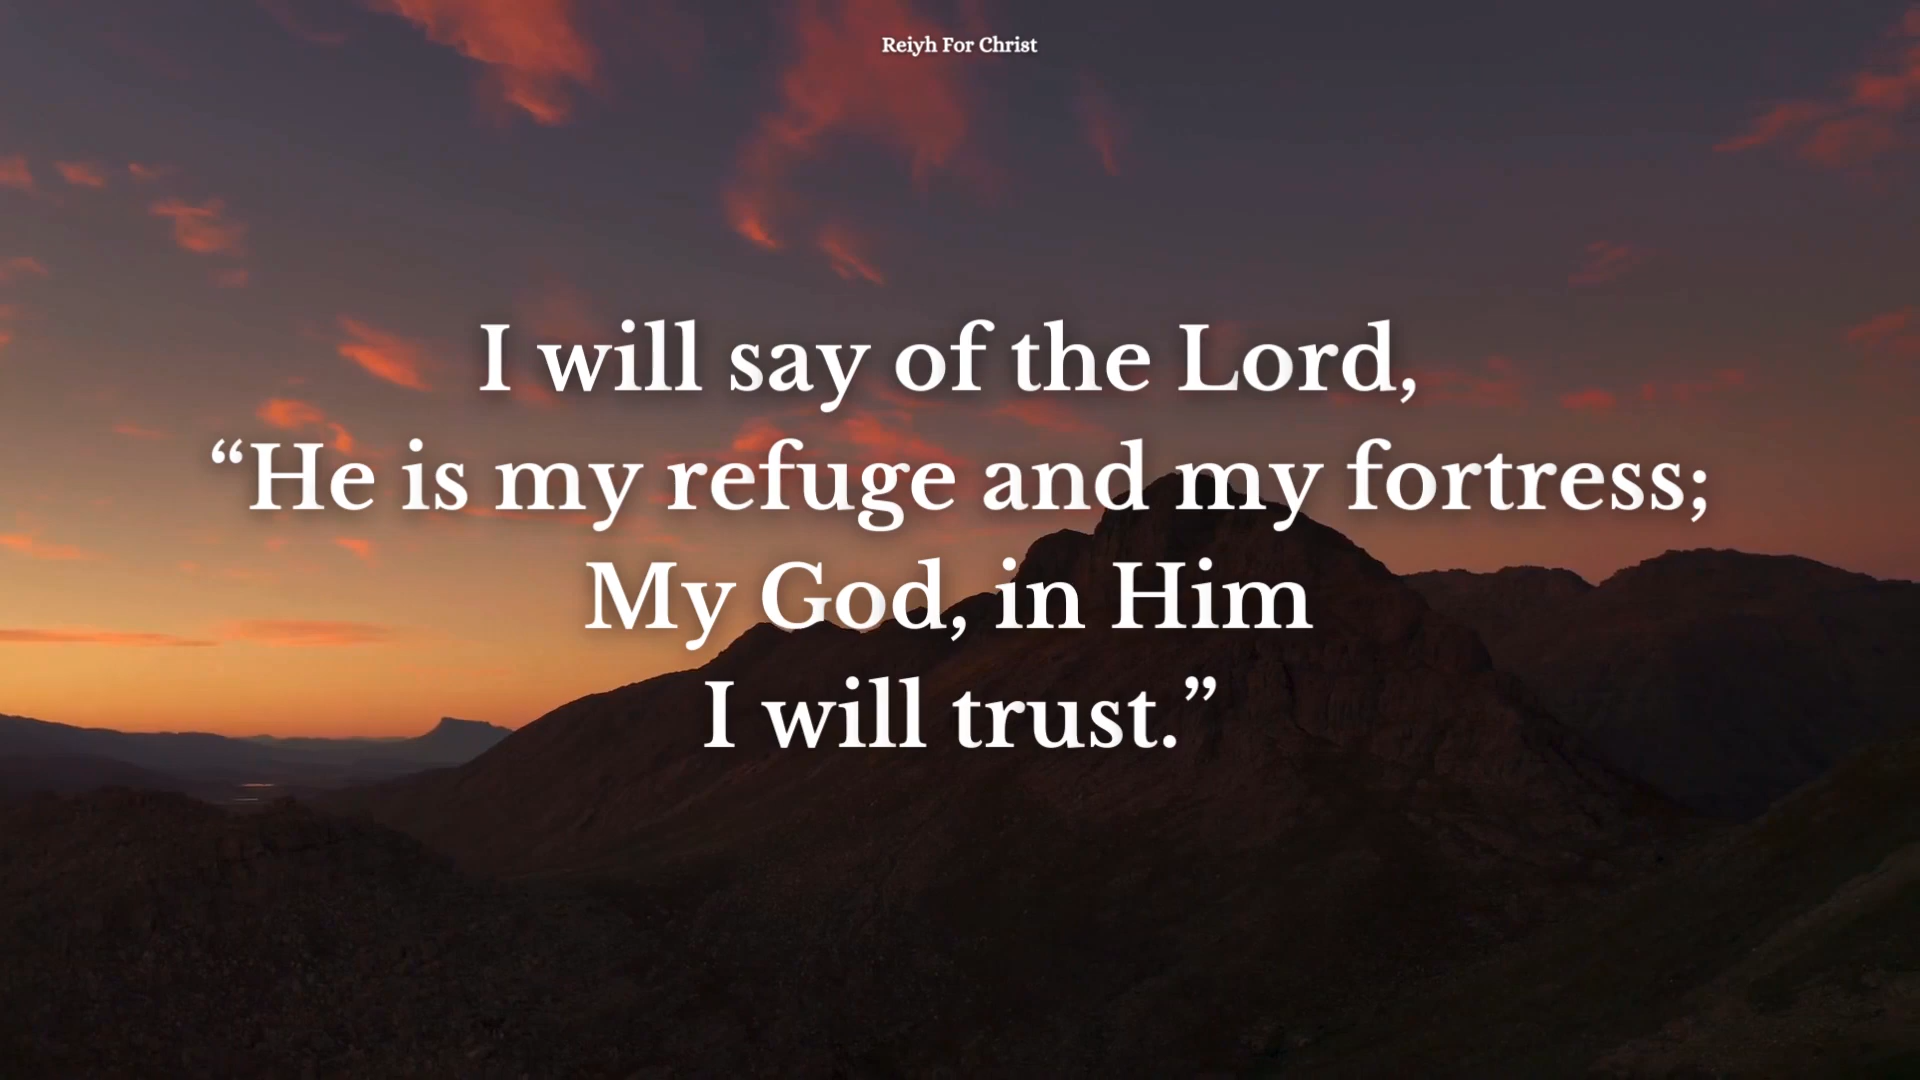 Reiyh For Christ
I will say of the Lord,
“He is my refuge and my fortress;
My God, in Him
I will trust.”